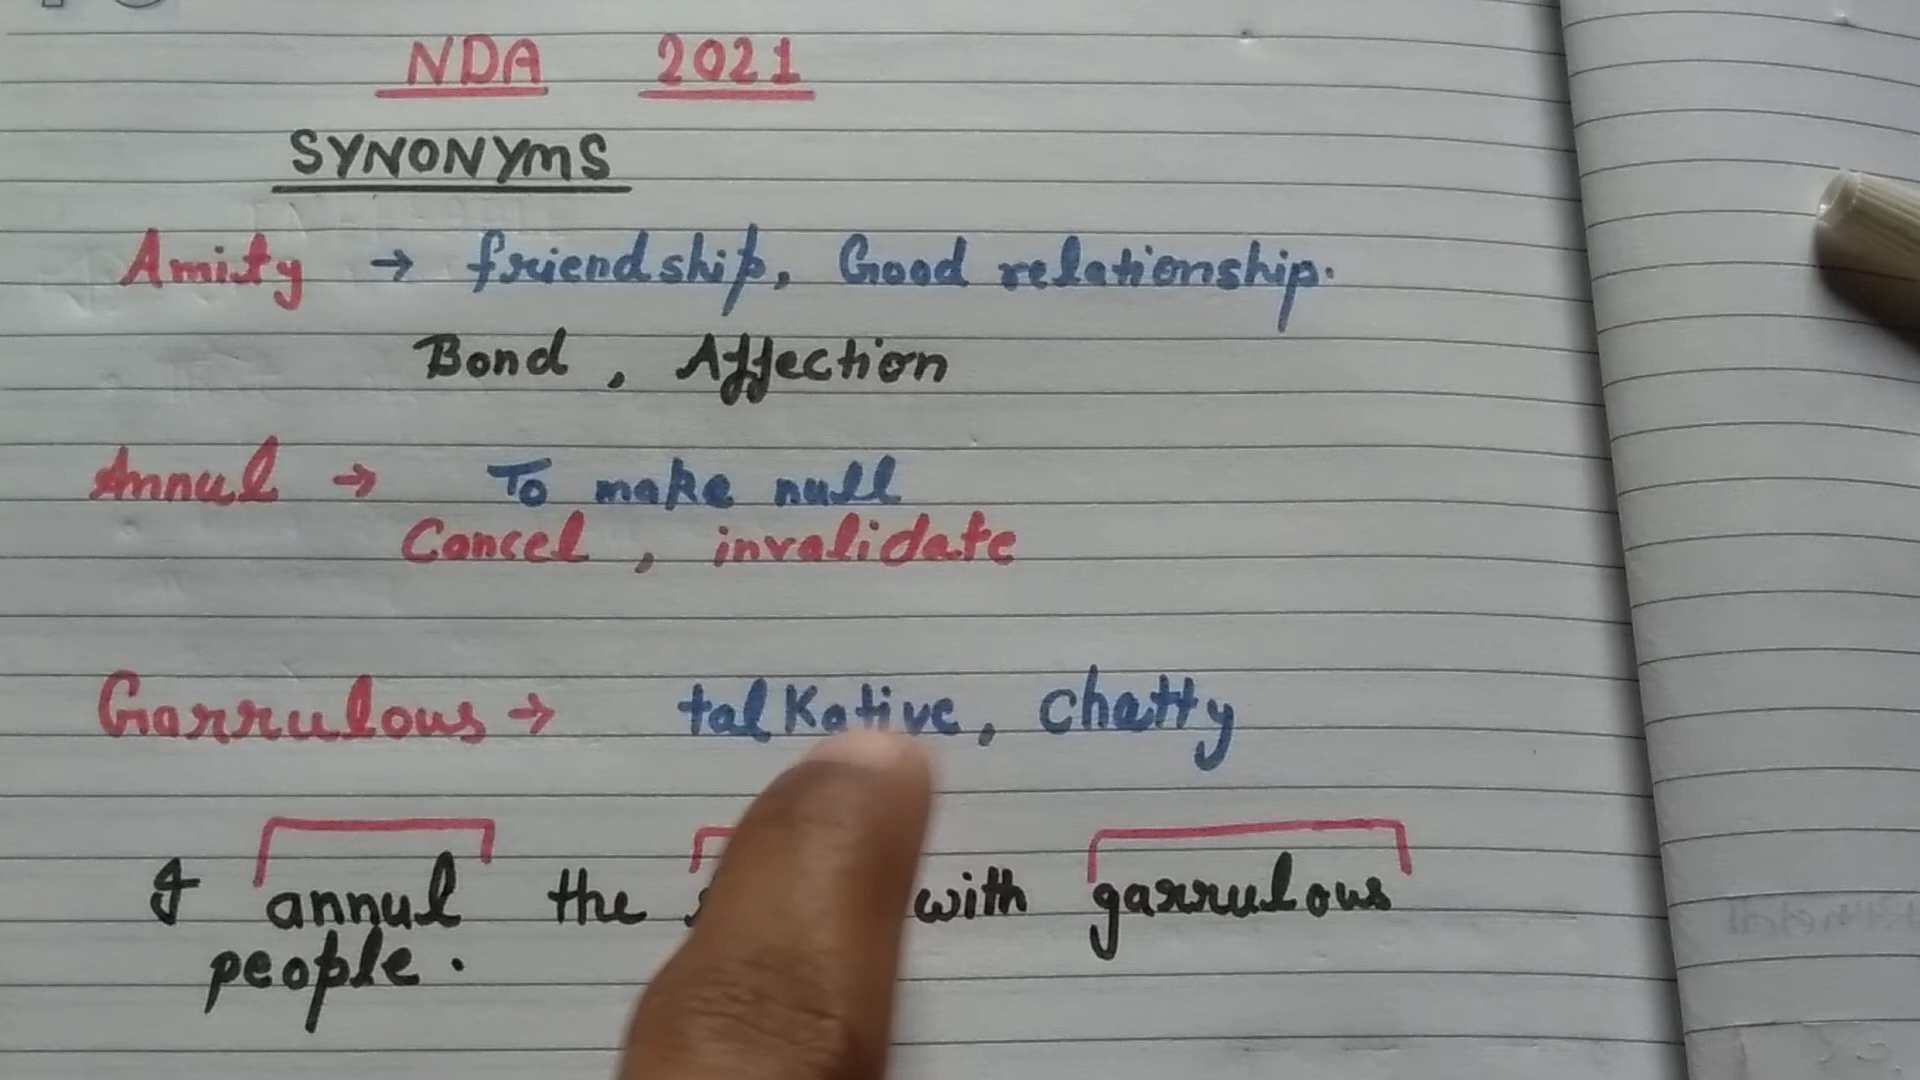 NDA 2021
SYNONYMS
Amity → friendship, Good relationship.
Bond, Affection
Annul → To make null
Cancel, invalidate
Garrulous → talkative, Chatty
I annul the with garrulous
people.